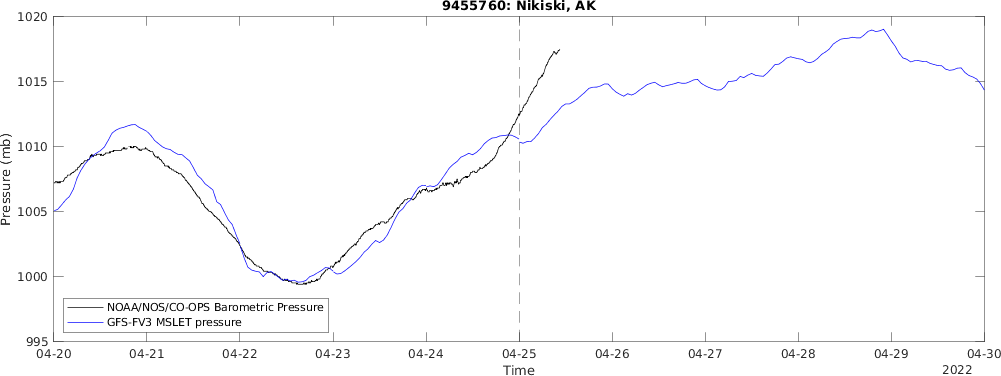 9455760: Nikiski, AK
Pressure (mb)
1020
1015
1010
1005
1000
995
NOAA/NOS/CO-OPS Barometric Pressure
GFS-FV3 MSLET pressure
04-20 04-21 04-22 04-23 04-24 04-25 04-26 04-27 04-28 04-29 04-30
Time
2022